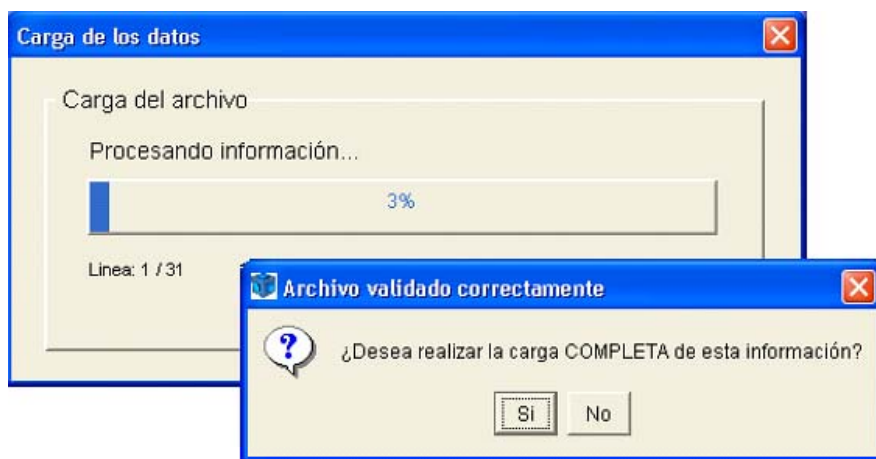 Carga de los datos
Carga del archivo
Procesando información...
3%
Linea: 1 / 31
Archivo validado correctamente
¿Desea realizar la carga COMPLETA de esta información?
Si No